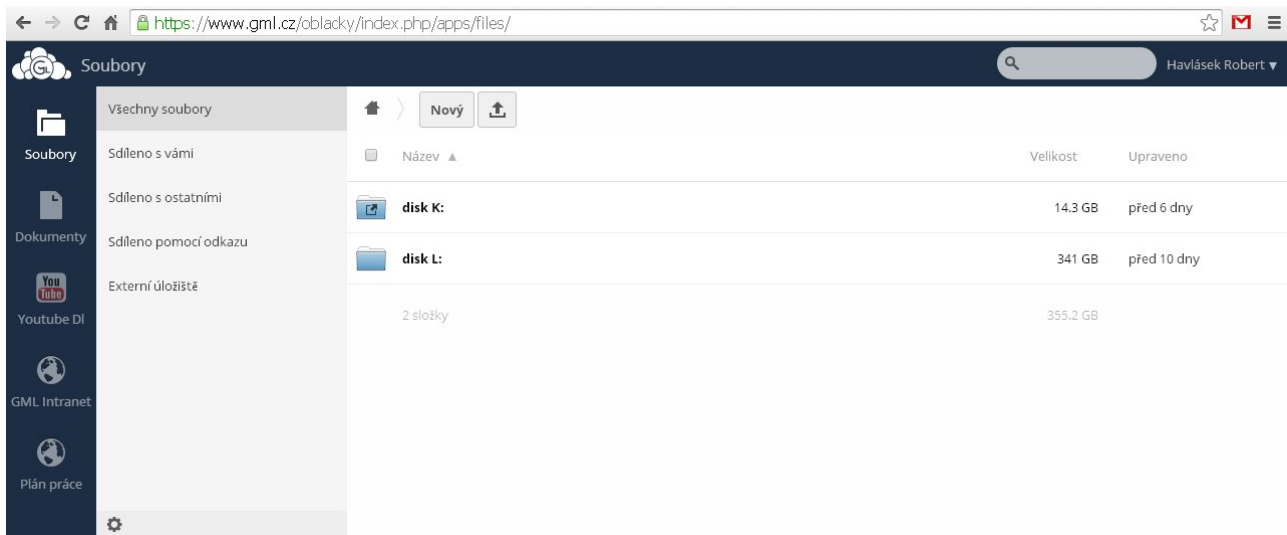 https://www.gml.cz/oblacky/index.php/apps/files/
GL Soubory
Havlásek Robert ▼
Soubory
Dokumenty
You Tube
Youtube Dl
GML Intranet
Plán práce
Všechny soubory
Sdíleno s vámi
Sdíleno s ostatními
Sdíleno pomocí odkazu
Externí úložiště
Nový
Název ▲ Velikost Upraveno
disk K: 14.3 GB před 6 dny
disk L: 341 GB před 10 dny
2 složky 355.2 GB